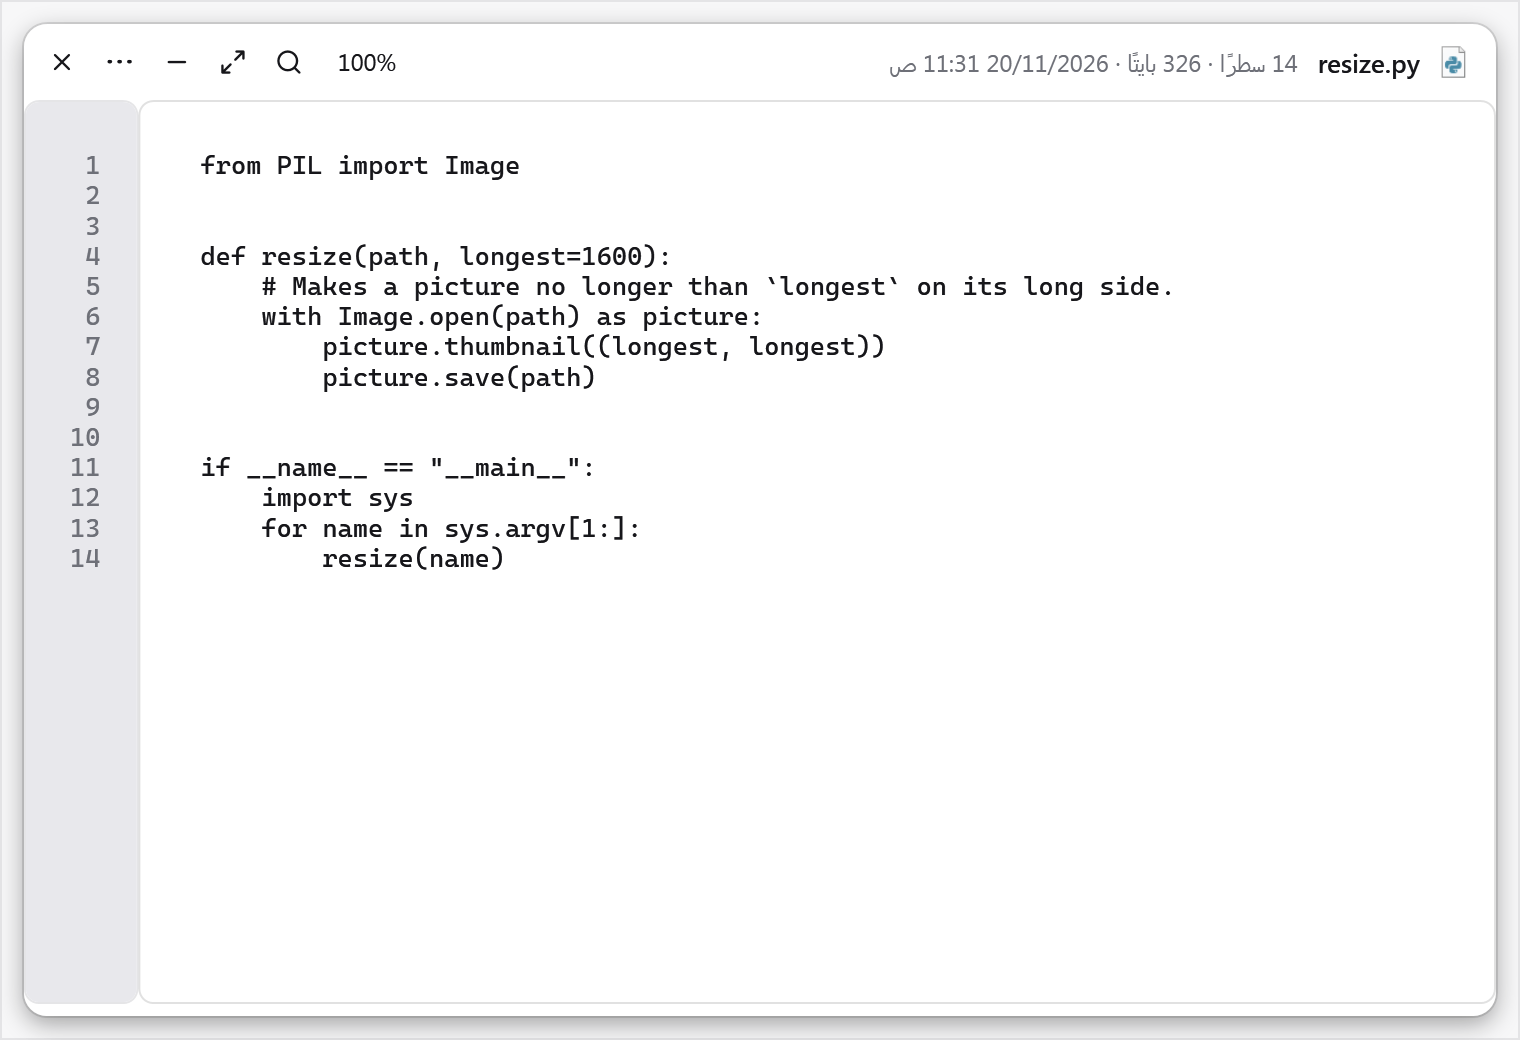 resize.py
14 سطرًا · 326 بايتًا · 20/11/2026 11:31 ص
100%
1 from PIL import Image
2
3
4 def resize(path, longest=1600):
5     # Makes a picture no longer than `longest` on its long side.
6     with Image.open(path) as picture:
7         picture.thumbnail((longest, longest))
8         picture.save(path)
9
10
11 if __name__ == "__main__":
12     import sys
13     for name in sys.argv[1:]:
14         resize(name)